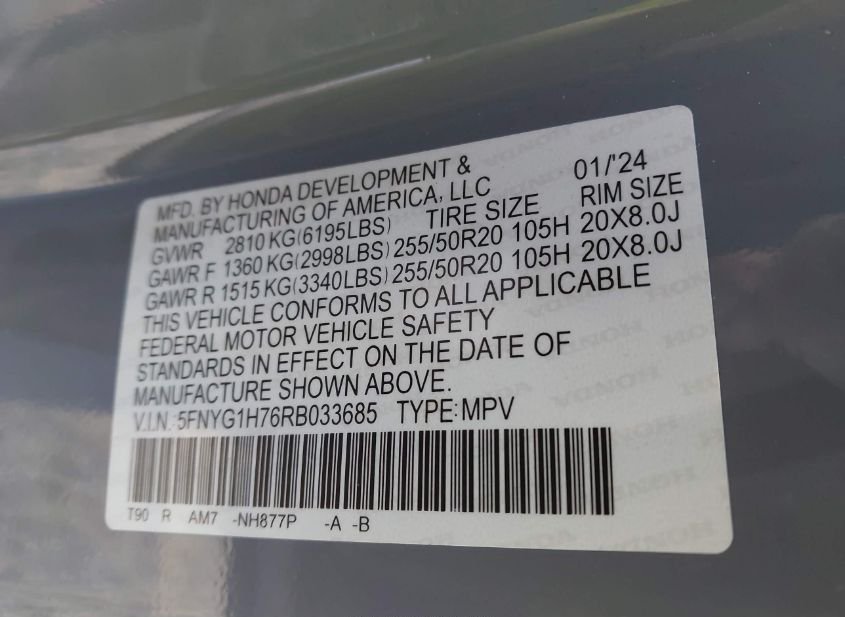 MFD. BY HONDA DEVELOPMENT & 01/'24
MANUFACTURING OF AMERICA, LLC RIM SIZE
GVWR 2810 KG(6195LBS) TIRE SIZE
GAWR F 1360 KG(2998LBS) 255/50R20 105H 20X8.0J
GAWR R 1515 KG(3340LBS) 255/50R20 105H 20X8.0J
THIS VEHICLE CONFORMS TO ALL APPLICABLE
FEDERAL MOTOR VEHICLE SAFETY
STANDARDS IN EFFECT ON THE DATE OF
MANUFACTURE SHOWN ABOVE.
V.I.N.:5FNYG1H76RB033685 TYPE:MPV
T90 R AM7 -NH877P -A -B